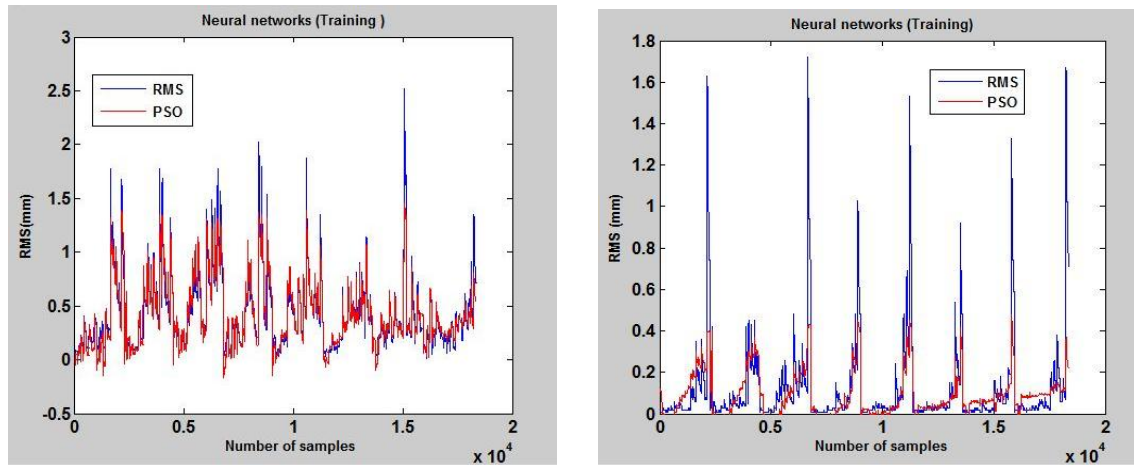 Neural networks (Training )
3
2.5
2
1.5
1
0.5
0
-0.5
RMS(mm)
RMS
PSO
0
0.5
1
1.5
2
Number of samples
x 10^4
Neural networks (Training)
1.8
1.6
1.4
1.2
1
0.8
0.6
0.4
0.2
0
RMS (mm)
RMS
PSO
0
0.5
1
1.5
2
Number of samples
x 10^4